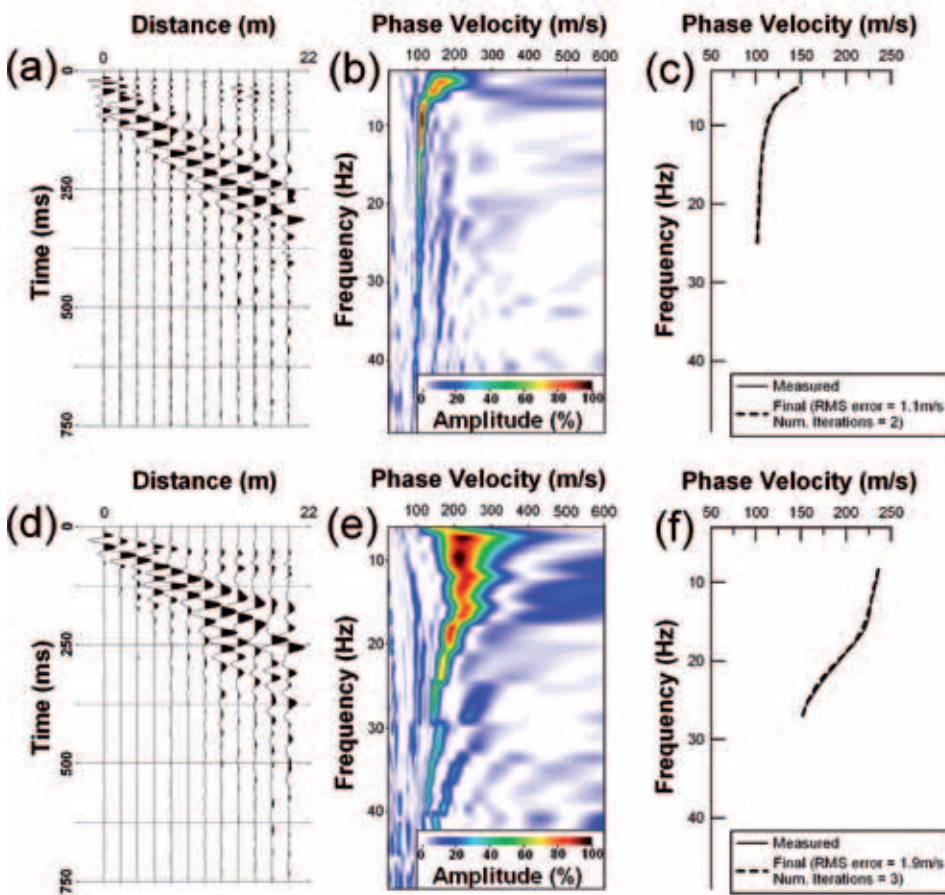 Distance (m)
Phase Velocity (m/s)
Phase Velocity (m/s)
(a)
0
22
(b)
100
200
300
400
500
600
(c)
50
100
150
200
250
0
250
500
750
Time (ms)
10
20
30
40
Frequency (Hz)
0
20
40
60
80
100
Amplitude (%)
10
20
30
40
Frequency (Hz)
Measured
Final (RMS error = 1.1m/s
Num. Iterations = 2)
Distance (m)
Phase Velocity (m/s)
Phase Velocity (m/s)
(d)
0
22
(e)
100
200
300
400
500
600
(f)
50
100
150
200
250
0
250
500
750
Time (ms)
10
20
30
40
Frequency (Hz)
0
20
40
60
80
100
Amplitude (%)
10
20
30
40
Frequency (Hz)
Measured
Final (RMS error = 1.9m/s
Num. Iterations = 3)